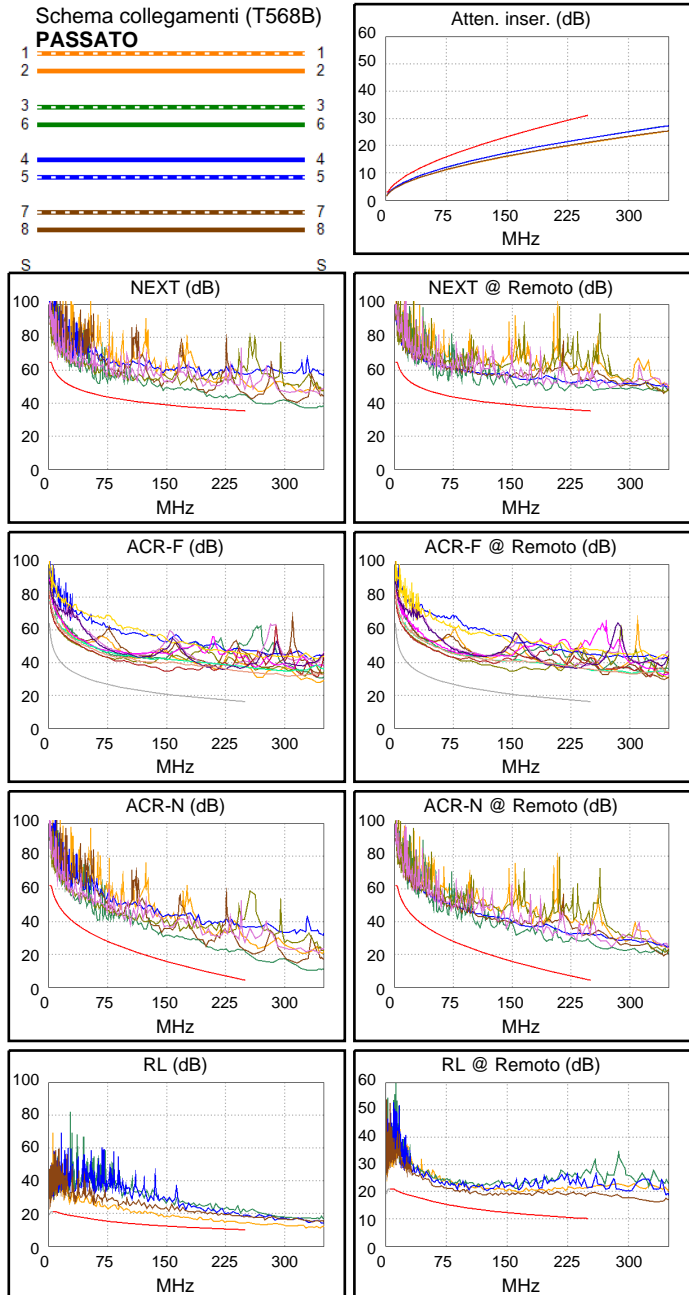 Schema collegamenti (T568B)
PASSATO
1 1
2 2
3 3
6 6
4 4
5 5
7 7
8 8
S S
Atten. inser. (dB)
60
50
40
30
20
10
0
0 75 150 225 300
MHz
NEXT (dB)
100
80
60
40
20
0
0 75 150 225 300
MHz
NEXT @ Remoto (dB)
100
80
60
40
20
0
0 75 150 225 300
MHz
ACR-F (dB)
100
80
60
40
20
0
0 75 150 225 300
MHz
ACR-F @ Remoto (dB)
100
80
60
40
20
0
0 75 150 225 300
MHz
ACR-N (dB)
100
80
60
40
20
0
0 75 150 225 300
MHz
ACR-N @ Remoto (dB)
100
80
60
40
20
0
0 75 150 225 300
MHz
RL (dB)
100
80
60
40
20
0
0 75 150 225 300
MHz
RL @ Remoto (dB)
60
50
40
30
20
10
0
0 75 150 225 300
MHz